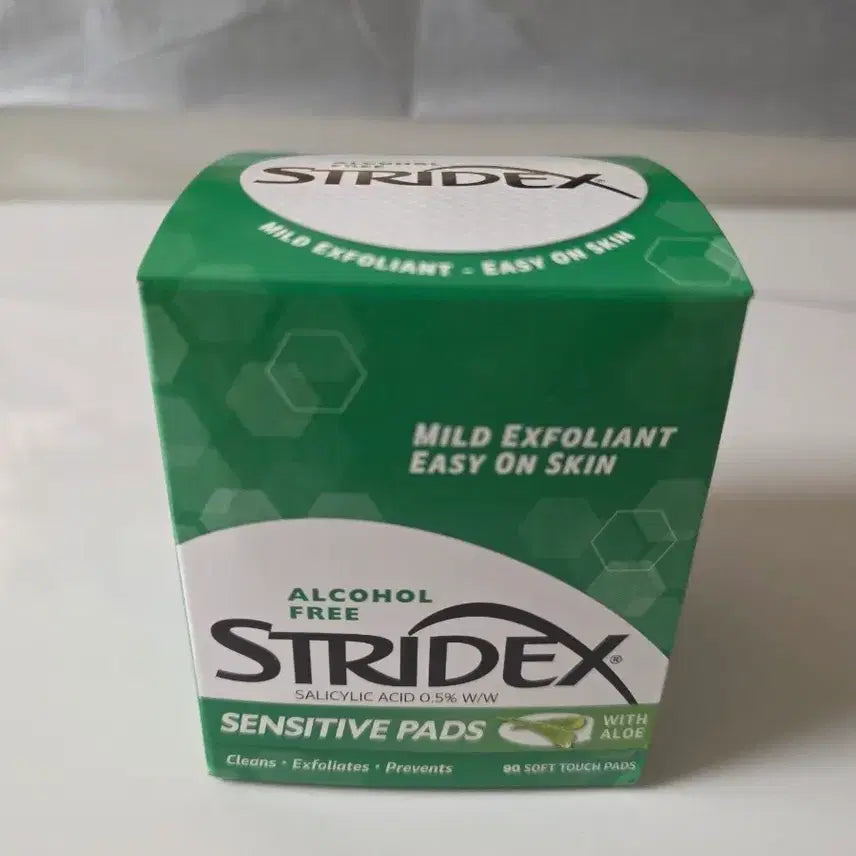 ALCOHOL
FREE
STRIDEX
MILD EXFOLIANT - EASY ON SKIN
MILD EXFOLIANT
EASY ON SKIN
ALCOHOL
FREE
STRIDEX®
SALICYLIC ACID 0.5% W/W
SENSITIVE PADS
WITH
ALOE
Cleans • Exfoliates • Prevents
90 SOFT TOUCH PADS